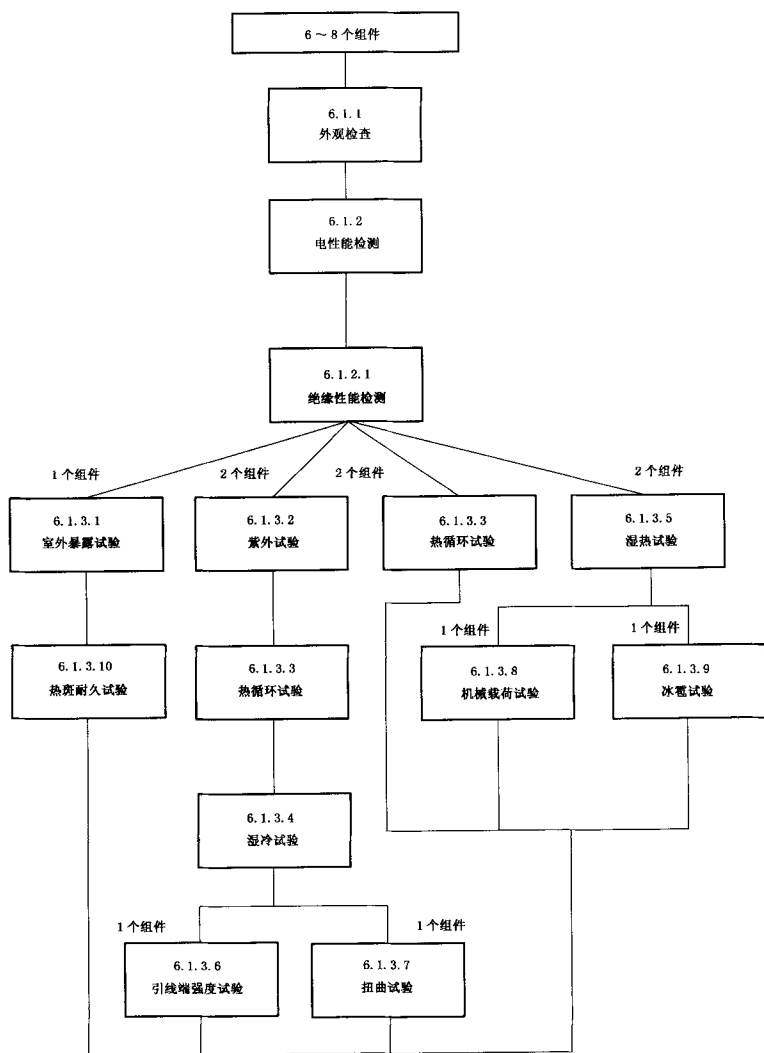 6～8个组件
6.1.1
外观检查
6.1.2
电性能检测
6.1.2.1
绝缘性能检测
1个组件
2个组件
2个组件
2个组件
6.1.3.1
室外暴露试验
6.1.3.2
紫外试验
6.1.3.3
热循环试验
6.1.3.5
湿热试验
1个组件
1个组件
6.1.3.10
热斑耐久试验
6.1.3.3
热循环试验
6.1.3.8
机械载荷试验
6.1.3.9
冰雹试验
6.1.3.4
湿冷试验
1个组件
1个组件
6.1.3.6
引线端强度试验
6.1.3.7
扭曲试验